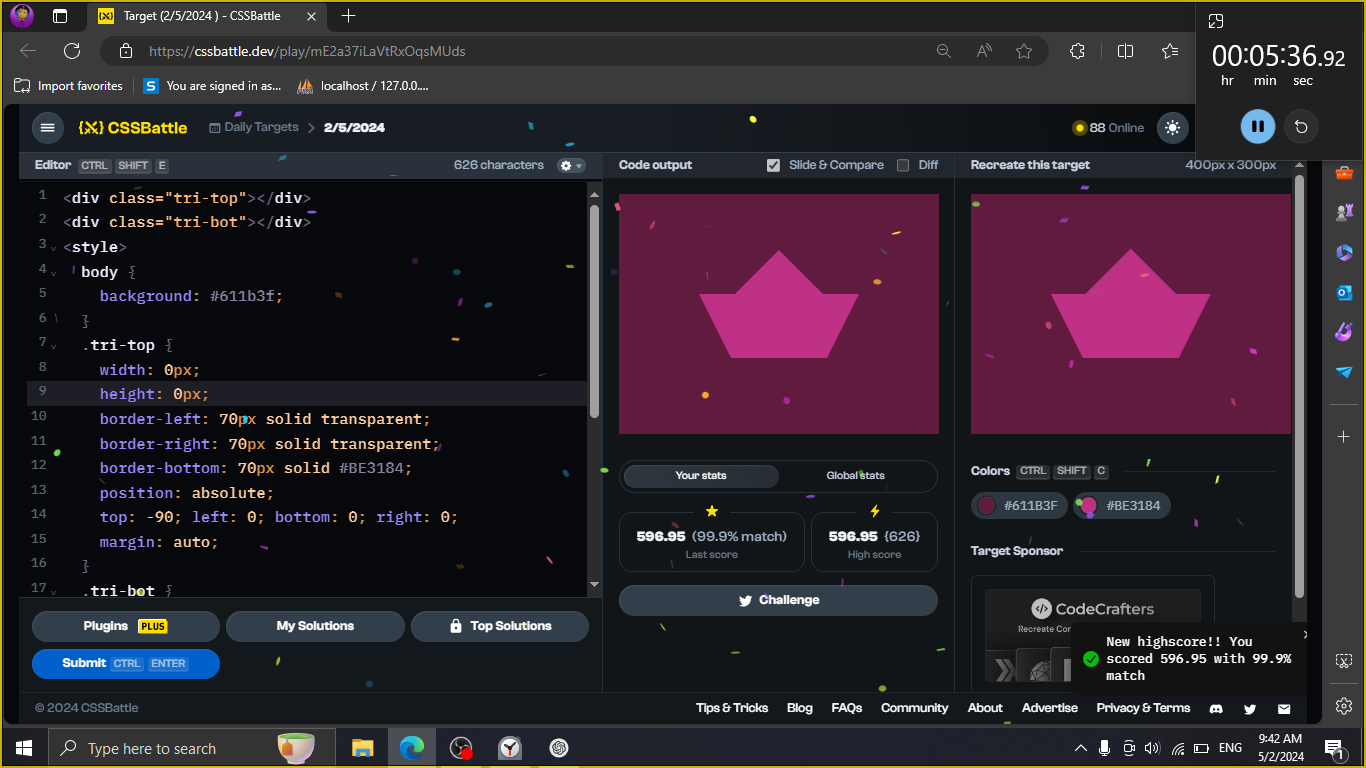 Target (2/5/2024 ) - CSSBattle
https://cssbattle.dev/play/mE2a37iLaVtRxOqsMUds
Import favorites
You are signed in as...
localhost / 127.0.0....
00:05:36.92
hr min sec
{X} CSSBattle
Daily Targets > 2/5/2024
88 Online
Editor CTRL SHIFT E
626 characters
Code output
Slide & Compare
Diff
Recreate this target
400px x 300px
1 <div class="tri-top"></div>
2 <div class="tri-bot"></div>
3 <style>
4 body {
5 background: #611b3f;
6 }
7 .tri-top {
8 width: 0px;
9 height: 0px;
10 border-left: 70px solid transparent;
11 border-right: 70px solid transparent;
12 border-bottom: 70px solid #BE3184;
13 position: absolute;
14 top: -90; left: 0; bottom: 0; right: 0;
15 margin: auto;
16 }
17 .tri-bot {
Plugins PLUS
My Solutions
Top Solutions
Submit CTRL ENTER
Your stats
Global stats
596.95 (99.9% match)
Last score
596.95 {626}
High score
Challenge
Colors CTRL SHIFT C
#611B3F
#BE3184
Target Sponsor
CodeCrafters
Recreate Co
New highscore!! You
scored 596.95 with 99.9%
match
© 2024 CSSBattle
Tips & Tricks
Blog
FAQs
Community
About
Advertise
Privacy & Terms
Type here to search
ENG
9:42 AM
5/2/2024
1